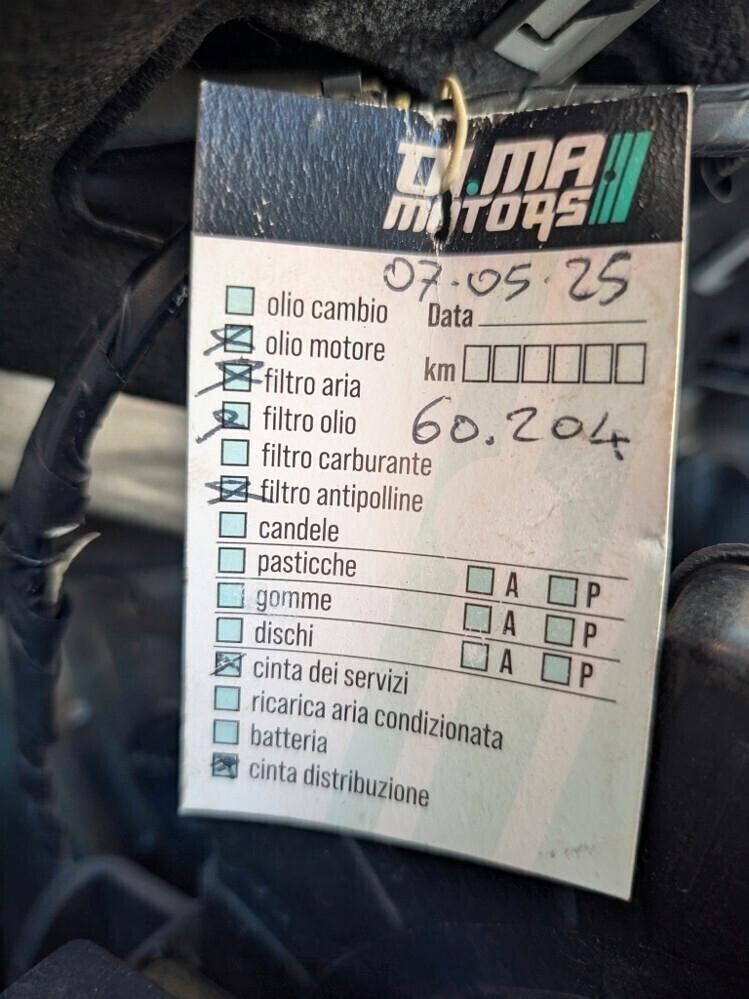 DI.MA
MOTORS
07.05.25
olio cambio Data
olio motore
filtro aria km
filtro olio 60.204
filtro carburante
filtro antipolline
candele
pasticche A P
gomme A P
dischi A P
cinta dei servizi
ricarica aria condizionata
batteria
cinta distribuzione